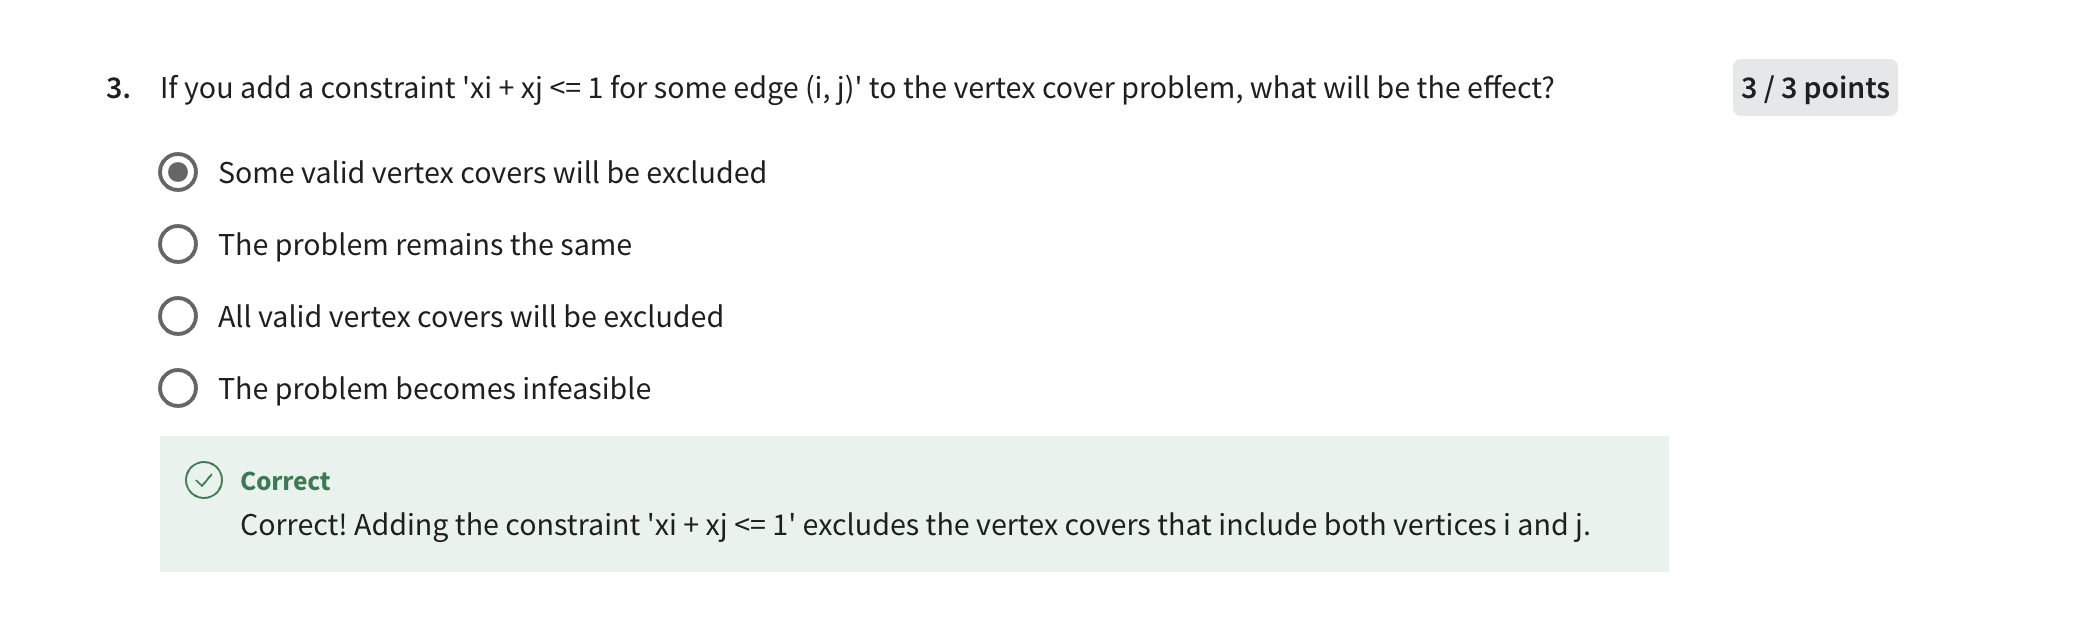 3. If you add a constraint 'xi + xj <= 1 for some edge (i, j)' to the vertex cover problem, what will be the effect? 3 / 3 points
Some valid vertex covers will be excluded
The problem remains the same
All valid vertex covers will be excluded
The problem becomes infeasible
Correct
Correct! Adding the constraint 'xi + xj <= 1' excludes the vertex covers that include both vertices i and j.